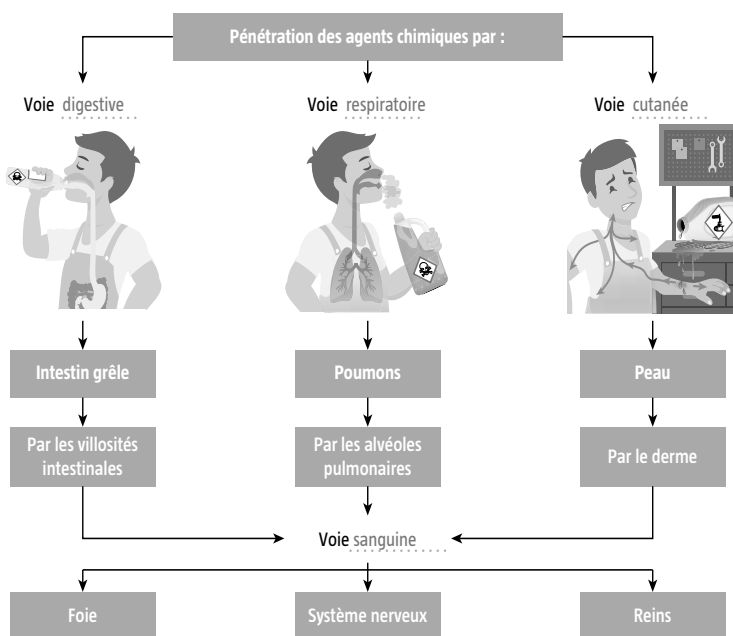 Pénétration des agents chimiques par :
Voie digestive
Voie respiratoire
Voie cutanée
Intestin grêle
Poumons
Peau
Par les villosités
intestinales
Par les alvéoles
pulmonaires
Par le derme
Voie sanguine
Foie
Système nerveux
Reins